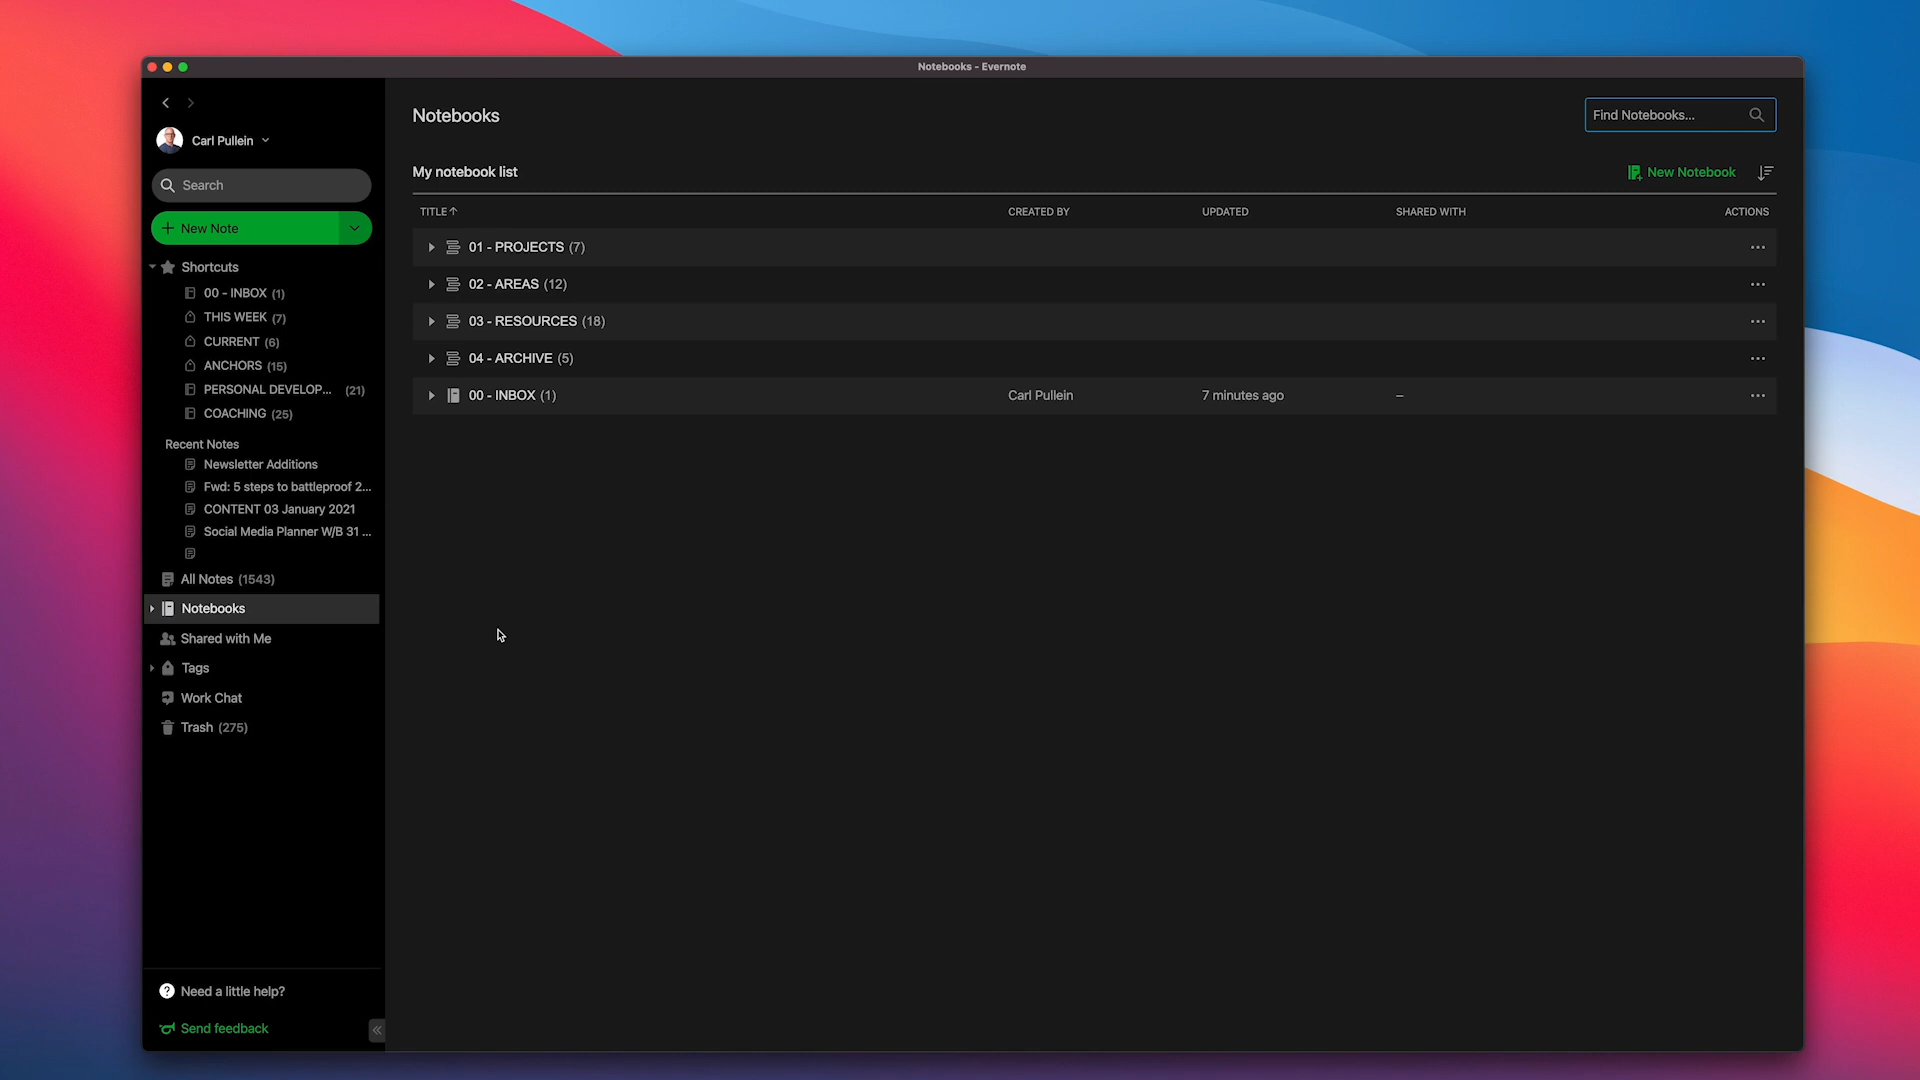 Notebooks - Evernote
Carl Pullein
Search
New Note
Shortcuts
00 - INBOX (1)
THIS WEEK (7)
CURRENT (6)
ANCHORS (15)
PERSONAL DEVELOP... (21)
COACHING (25)
Recent Notes
Newsletter Additions
Fwd: 5 steps to battleproof 2...
CONTENT 03 January 2021
Social Media Planner W/B 31 ...
All Notes (1543)
Notebooks
Shared with Me
Tags
Work Chat
Trash (275)
Need a little help?
Send feedback
Notebooks
Find Notebooks...
My notebook list
New Notebook
TITLE CREATED BY UPDATED SHARED WITH ACTIONS
01 - PROJECTS (7)
02 - AREAS (12)
03 - RESOURCES (18)
04 - ARCHIVE (5)
00 - INBOX (1) Carl Pullein 7 minutes ago –